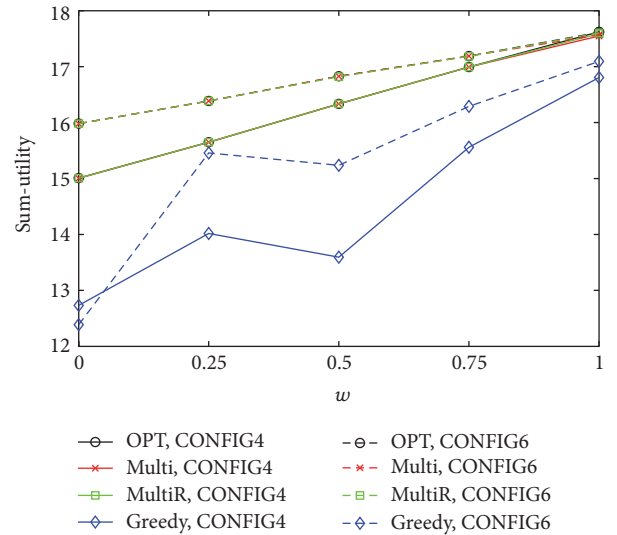 18
17
16
15
14
13
12
Sum-utility
0 0.25 0.5 0.75 1
w
OPT, CONFIG4 OPT, CONFIG6
Multi, CONFIG4 Multi, CONFIG6
MultiR, CONFIG4 MultiR, CONFIG6
Greedy, CONFIG4 Greedy, CONFIG6